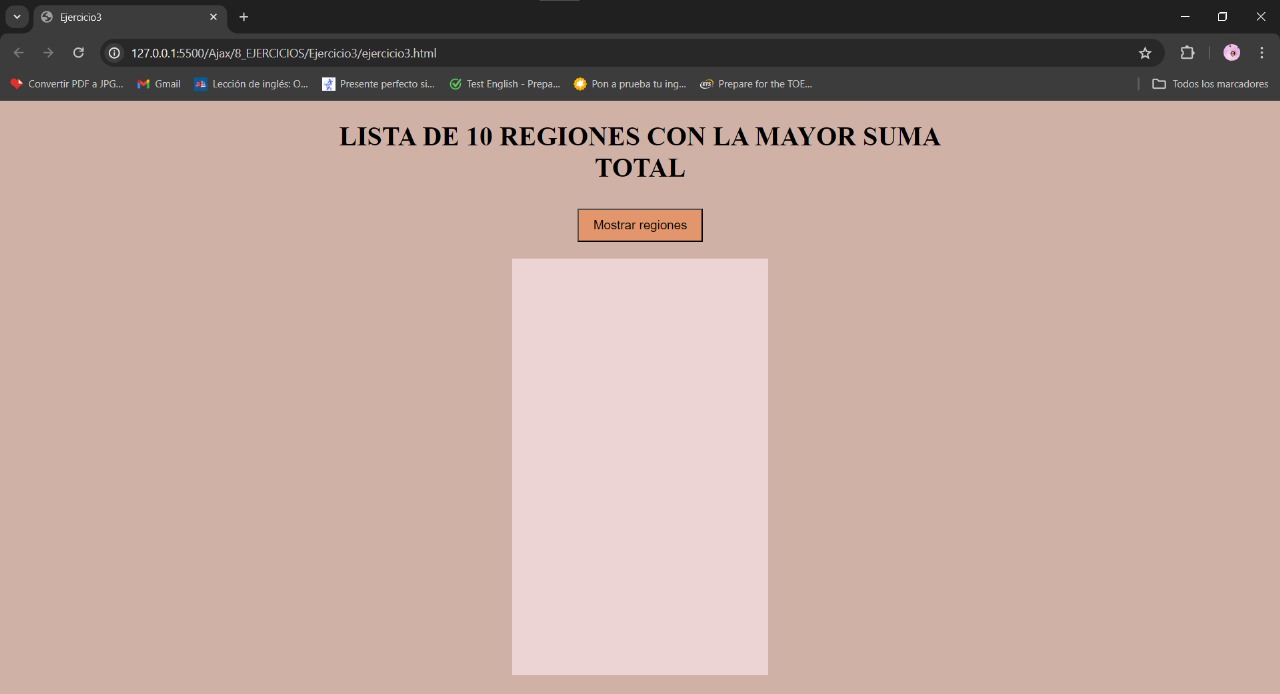 Ejercicio3
127.0.0.1:5500/Ajax/8_EJERCICIOS/Ejercicio3/ejercicio3.html
Convertir PDF a JPG...
Gmail
Lección de inglés: O...
Presente perfecto si...
Test English - Prepa...
Pon a prueba tu ing...
Prepare for the TOE...
Todos los marcadores
LISTA DE 10 REGIONES CON LA MAYOR SUMA
TOTAL
Mostrar regiones